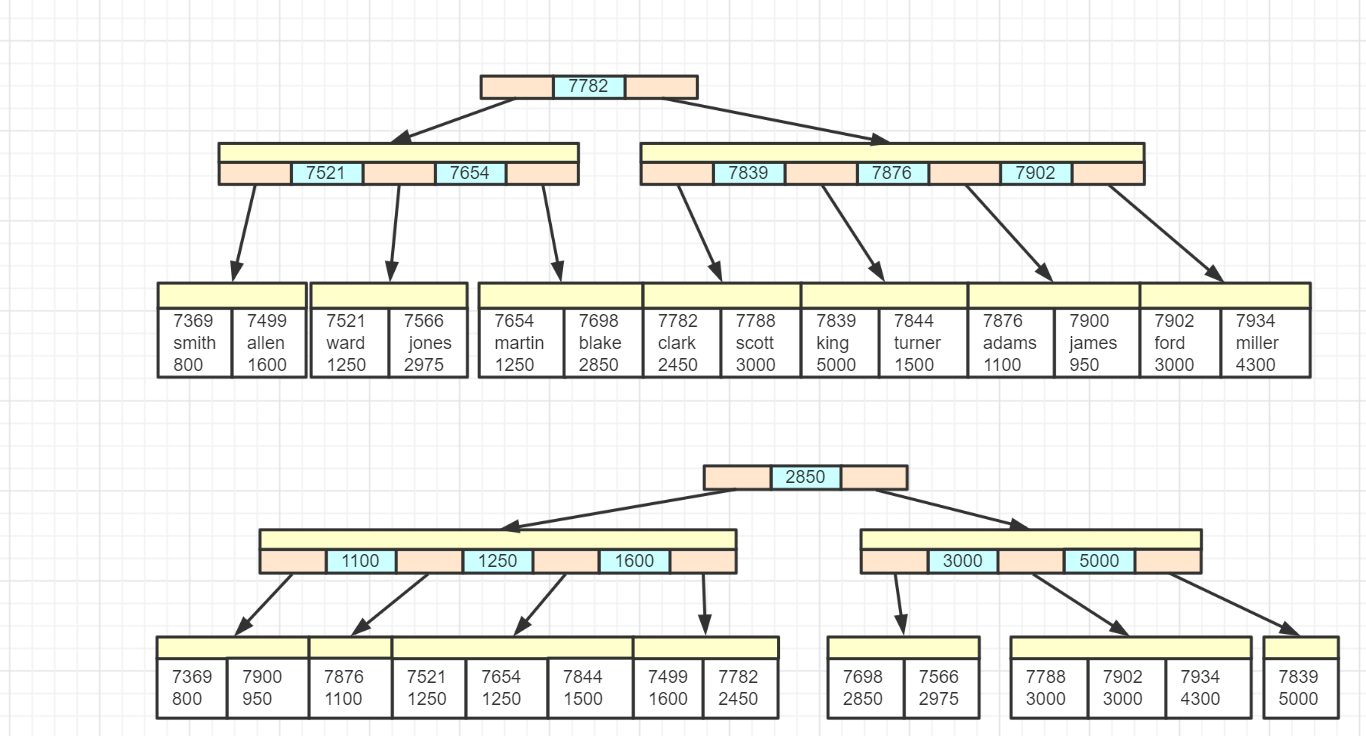 7782
7521 7654 7839 7876 7902
7369 7499 7521 7566 7654 7698 7782 7788 7839 7844 7876 7900 7902 7934
smith allen ward jones martin blake clark scott king turner adams james ford miller
800 1600 1250 2975 1250 2850 2450 3000 5000 1500 1100 950 3000 4300
2850
1100 1250 1600 3000 5000
7369 7900 7876 7521 7654 7844 7499 7782 7698 7566 7788 7902 7934 7839
800 950 1100 1250 1250 1500 1600 2450 2850 2975 3000 3000 4300 5000